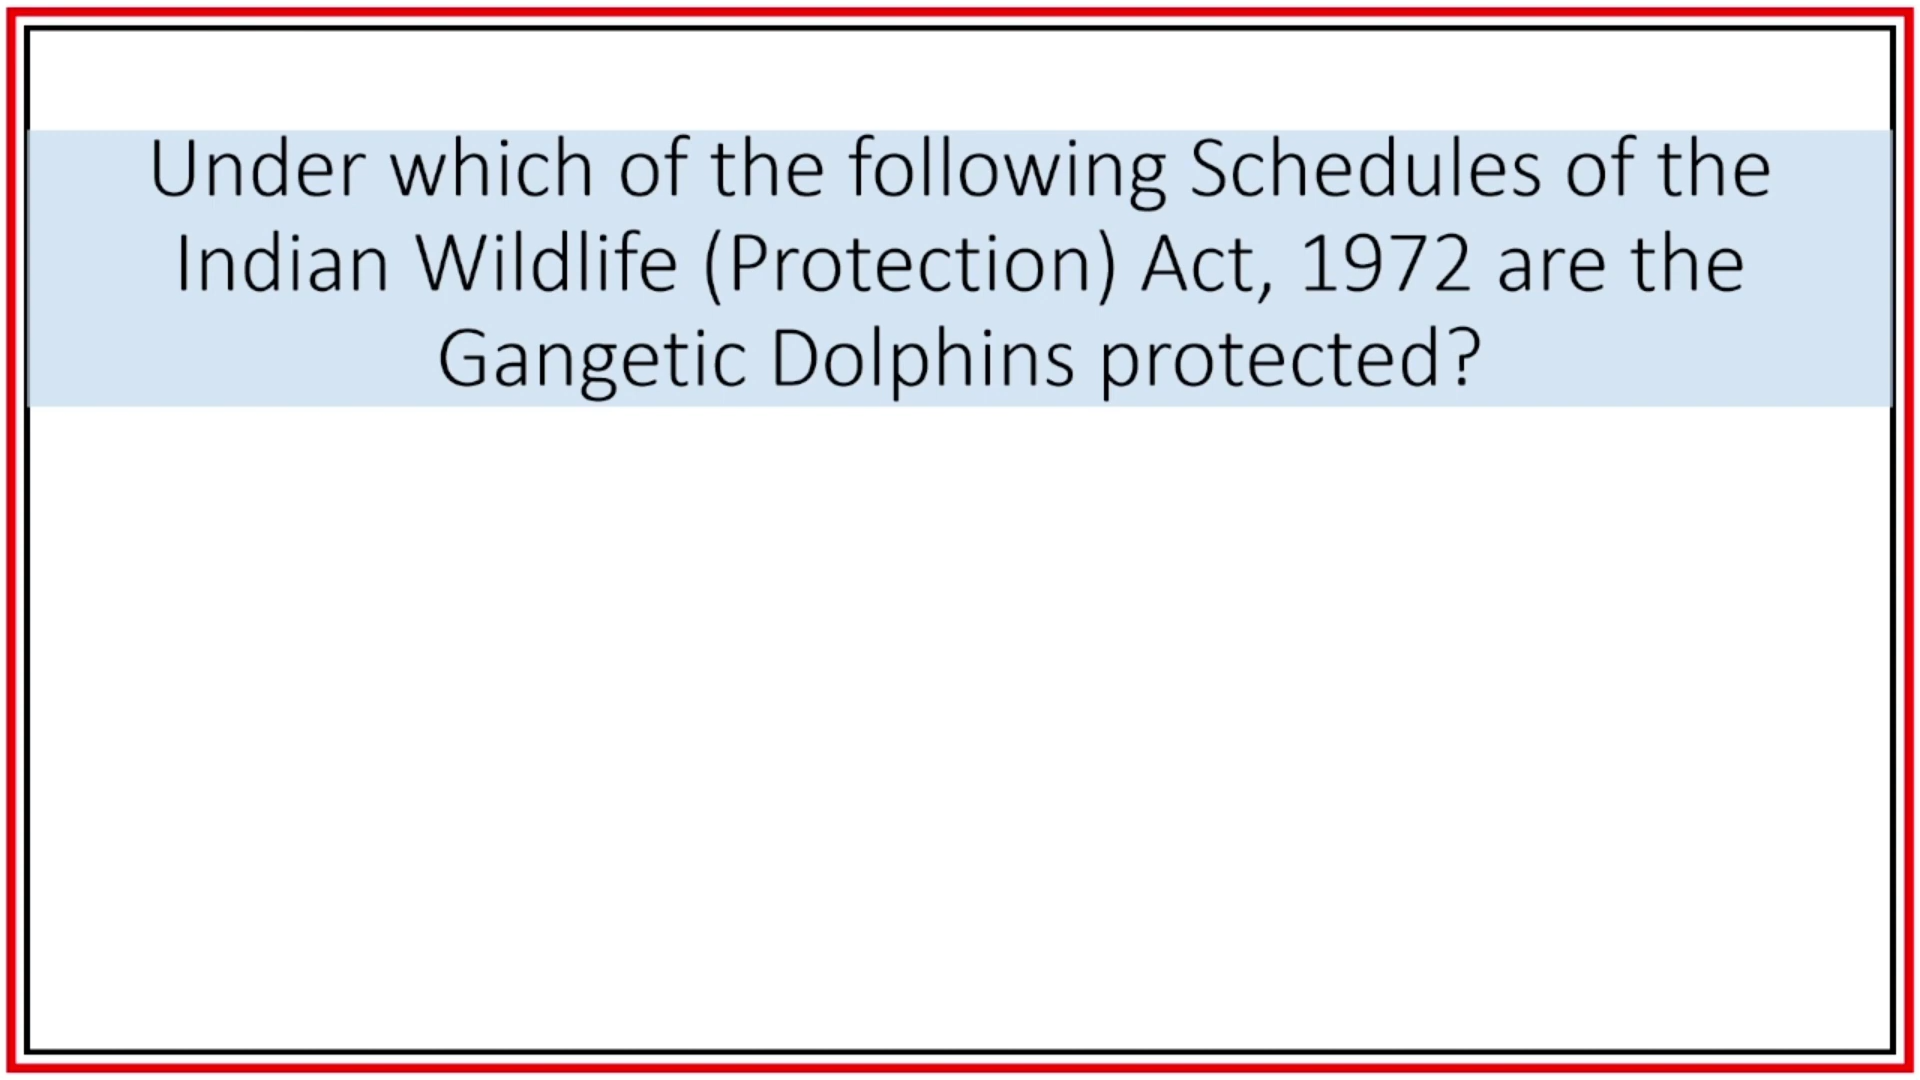 Under which of the following Schedules of the
Indian Wildlife (Protection) Act, 1972 are the
Gangetic Dolphins protected?